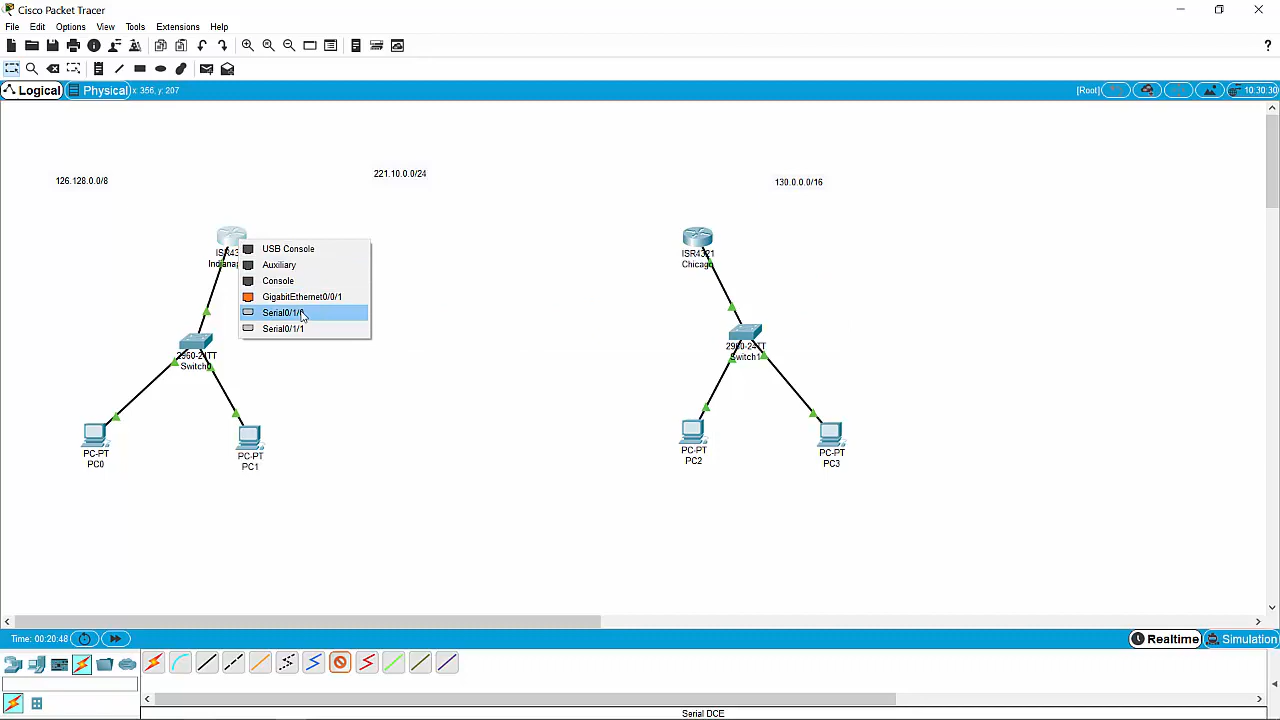 Cisco Packet Tracer
File Edit Options View Tools Extensions Help
?
Logical Physical x: 356, y: 207 [Root] 10:30:30
126.128.0.0/8
221.10.0.0/24
130.0.0.0/16
ISR43
Indianap
USB Console
Auxiliary
Console
GigabitEthernet0/0/1
Serial0/1/0
Serial0/1/1
ISR4321
Chicago
2960-24TT
Switch0
2960-24TT
Switch1
PC-PT
PC0
PC-PT
PC1
PC-PT
PC2
PC-PT
PC3
Time: 00:20:48 Realtime Simulation
Serial DCE